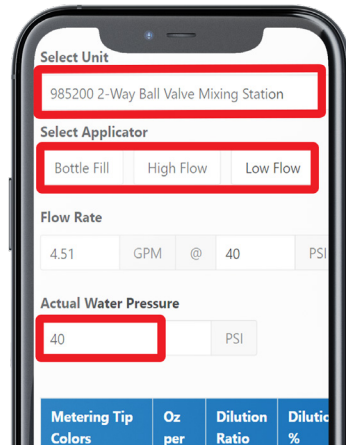 Select Unit
985200 2-Way Ball Valve Mixing Station
Select Applicator
Bottle Fill High Flow Low Flow
Flow Rate
4.51 GPM @ 40 PSI
Actual Water Pressure
40 PSI
Metering Tip Colors
Oz per
Dilution Ratio
%